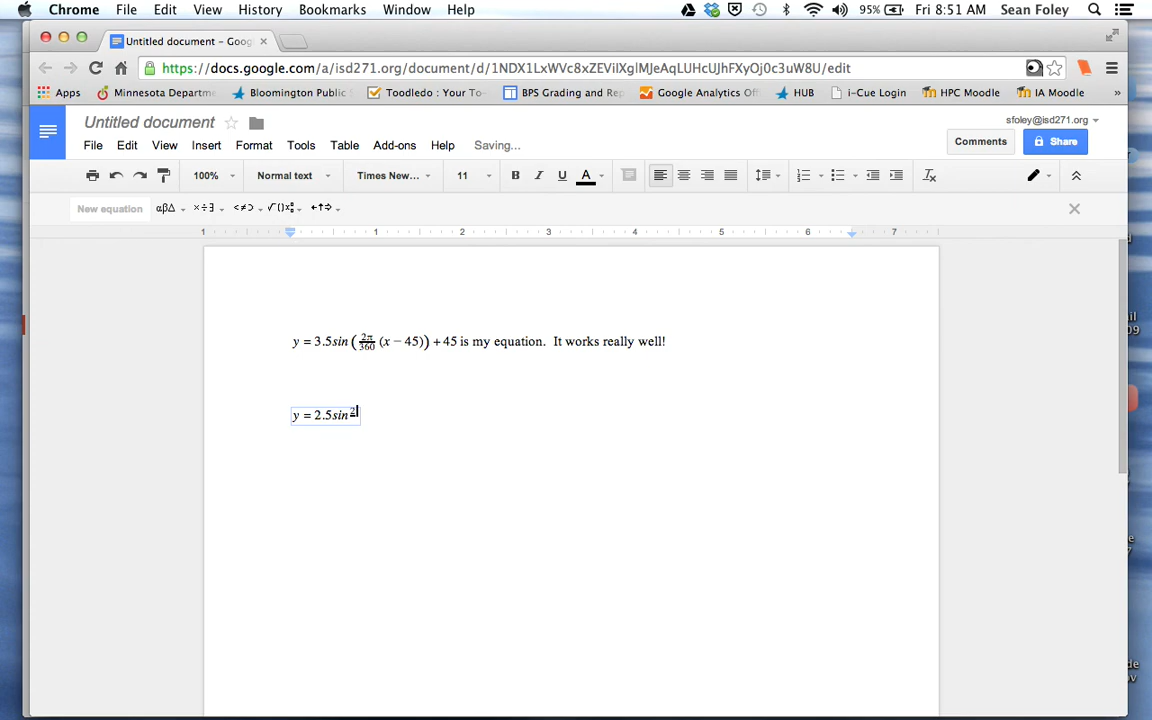 Chrome File Edit View History Bookmarks Window Help 95% Fri 8:51 AM Sean Foley
Untitled document – Goog
https://docs.google.com/a/isd271.org/document/d/1NDX1LxWVc8xZEViIXglMJeAqLUHcUJhFXyOj0c3uW8U/edit
Apps Minnesota Departme Bloomington Public Toodledo : Your To- BPS Grading and Rep Google Analytics Offi HUB i-Cue Login HPC Moodle IA Moodle »
Untitled document
sfoley@isd271.org
File Edit View Insert Format Tools Table Add-ons Help Saving...
Comments Share
100% Normal text Times New... 11 B I U A
New equation αβΔ ×÷∃ <≠⊃ √()x ←↑⇒
1 1 2 3 4 5 6 7
y = 3.5sin (2π/360 (x − 45)) + 45 is my equation. It works really well!
y = 2.5sin 2